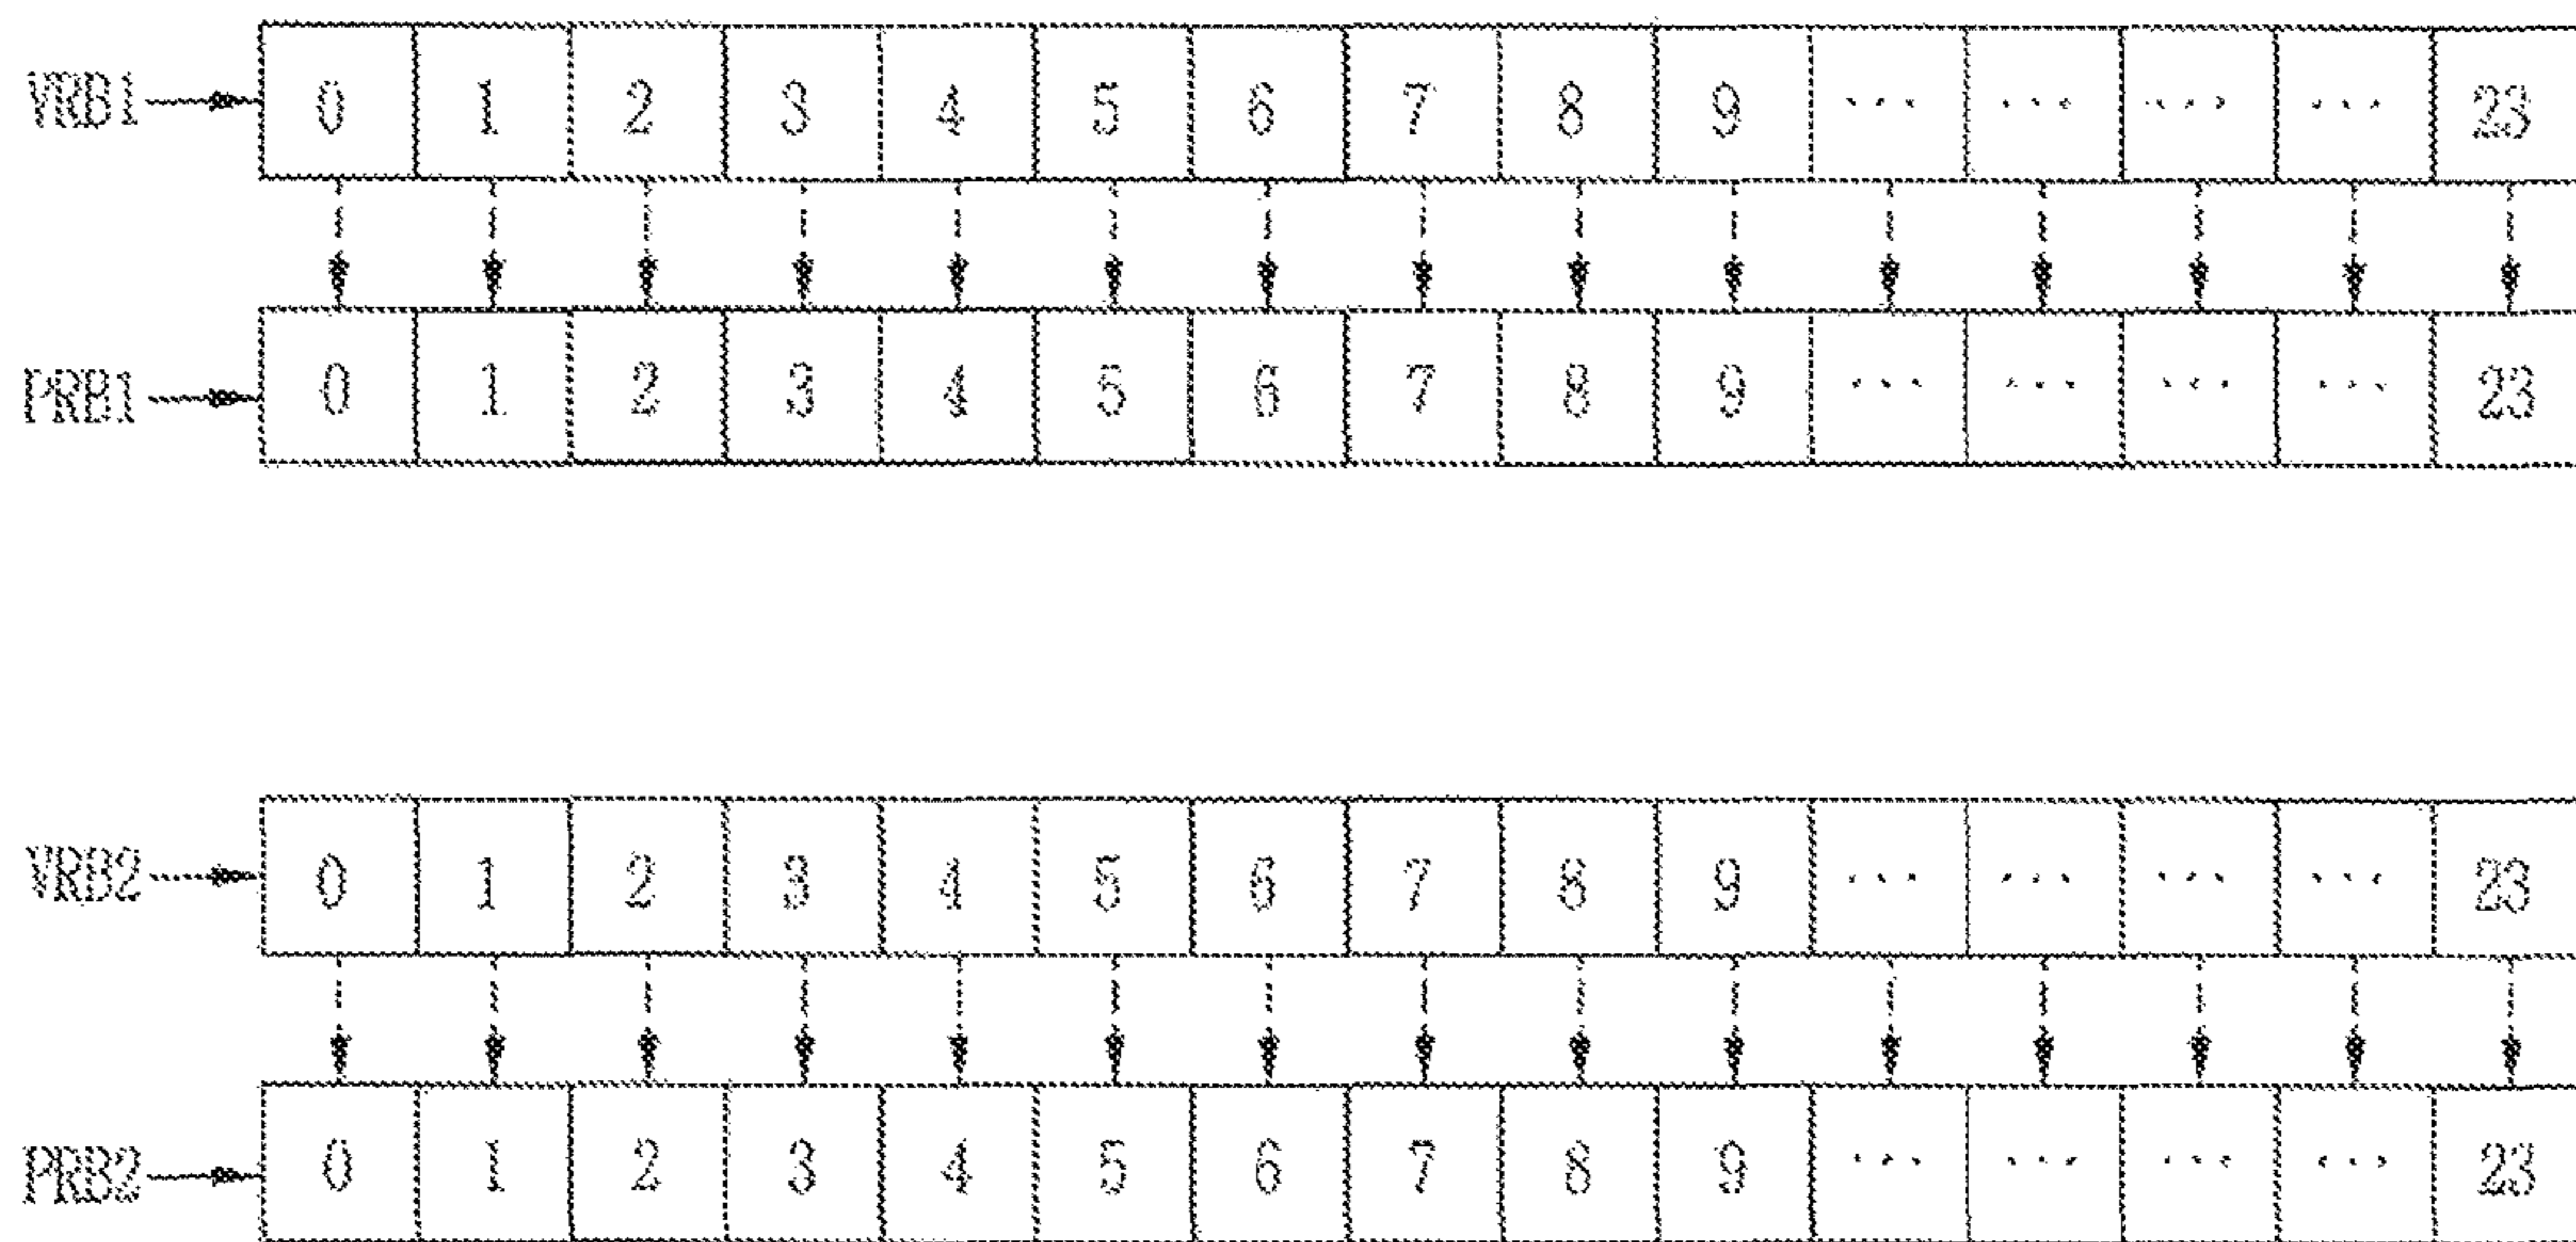 VRB1 0 1 2 3 4 5 6 7 8 9 ... ... ... ... 23
PRB1 0 1 2 3 4 5 6 7 8 9 ... ... ... ... 23
VRB2 0 1 2 3 4 5 6 7 8 9 ... ... ... ... 23
PRB2 0 1 2 3 4 5 6 7 8 9 ... ... ... ... 23